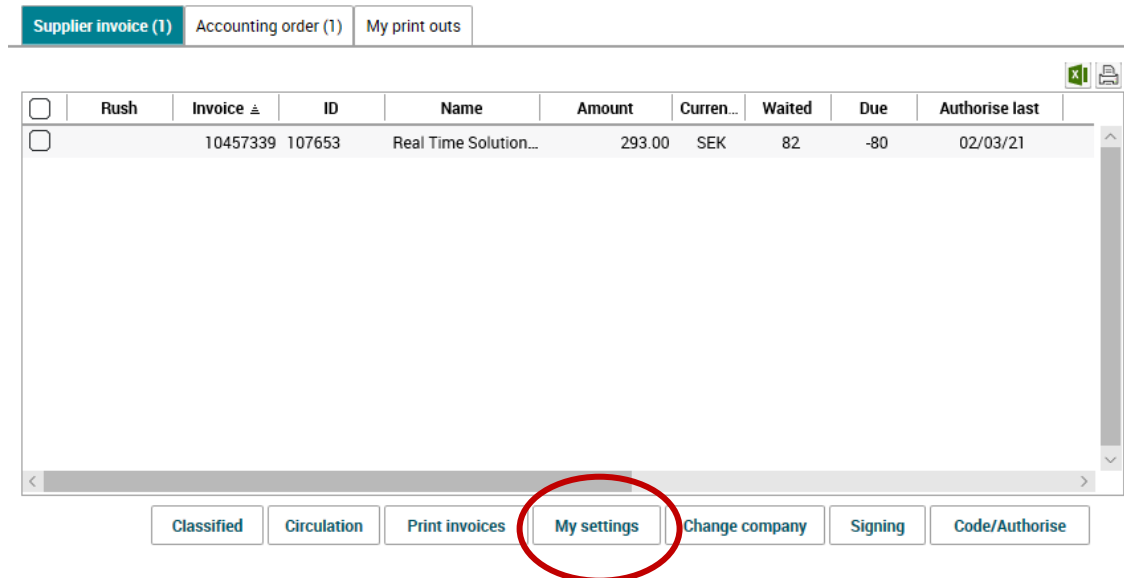 Supplier invoice (1) Accounting order (1) My print outs
Rush Invoice ID Name Amount Curren... Waited Due Authorise last
10457339 107653 Real Time Solution... 293.00 SEK 82 -80 02/03/21
Classified Circulation Print invoices My settings Change company Signing Code/Authorise